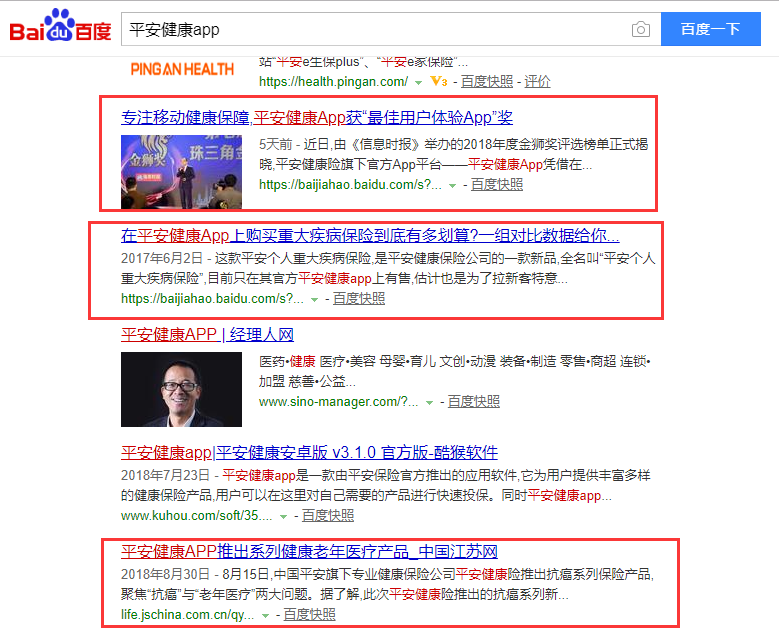 Bai du 百度
平安健康app
百度一下
站“平安e生保plus”、“平安e家保险”...
PINGAN HEALTH
https://health.pingan.com/ V3 - 百度快照 - 评价
专注移动健康保障,平安健康App获“最佳用户体验App”奖
5天前 - 近日,由《信息时报》举办的2018年度金狮奖评选榜单正式揭
晓,平安健康险旗下官方App平台——平安健康App凭借在...
https://baijiahao.baidu.com/s?... - 百度快照
金狮奖
珠三角金
在平安健康App上购买重大疾病保险到底有多划算?一组对比数据给你...
2017年6月2日 - 这款平安个人重大疾病保险,是平安健康保险公司的一款新品,全名叫“平安个人
重大疾病保险”,目前只在其官方平安健康app上有售,估计也是为了拉新客特意...
https://baijiahao.baidu.com/s?... - 百度快照
平安健康APP | 经理人网
医药•健康 医疗•美容 母婴•育儿 文创•动漫 装备•制造 零售•商超 连锁•
加盟 慈善•公益...
www.sino-manager.com/?... - 百度快照
平安健康app|平安健康安卓版 v3.1.0 官方版-酷猴软件
2018年7月23日 - 平安健康app是一款由平安保险官方推出的应用软件,它为用户提供丰富多样
的健康保险产品,用户可以在这里对自己需要的产品进行快速投保。同时平安健康app...
www.kuhou.com/soft/35.... - 百度快照
平安健康APP推出系列健康老年医疗产品_中国江苏网
2018年8月30日 - 8月15日,中国平安旗下专业健康保险公司平安健康险推出抗癌系列保险产品,
聚焦“抗癌”与“老年医疗”两大问题。据了解,此次平安健康险推出的抗癌系列新...
life.jschina.com.cn/qy... - 百度快照